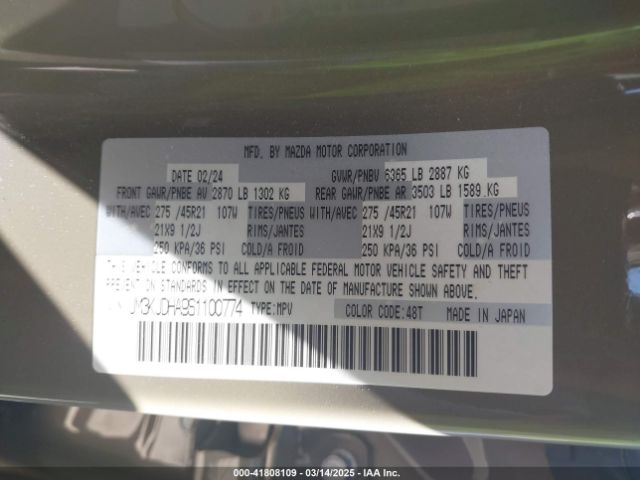 MFD. BY MAZDA MOTOR CORPORATION
DATE 02/24 GVWR/PNBV 6365 LB 2887 KG
FRONT GAWR/PNBE AV 2870 LB 1302 KG REAR GAWR/PNBE AR 3503 LB 1589 KG
WITH/AVEC 275 /45R21 107W TIRES/PNEUS WITH/AVEC 275 /45R21 107W TIRES/PNEUS
21X9 1/2J RIMS/JANTES 21X9 1/2J RIMS/JANTES
250 KPA/36 PSI COLD/A FROID 250 KPA/36 PSI COLD/A FROID
THIS VEHICLE CONFORMS TO ALL APPLICABLE FEDERAL MOTOR VEHICLE SAFETY AND THEFT
PREVENTION STANDARDS IN EFFECT ON THE DATE OF MANUFACTURE SHOWN ABOVE.
JM3KJDHA9S1100774 TYPE:MPV COLOR CODE:48T MADE IN JAPAN
000-41808109 - 03/14/2025 - IAA Inc.